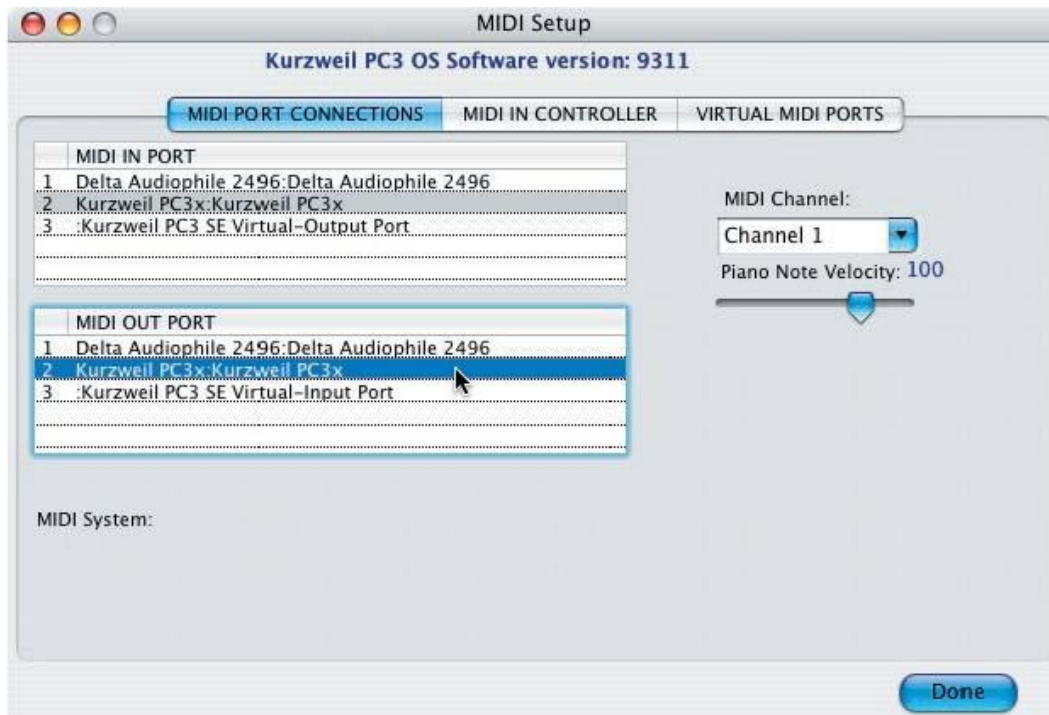 MIDI Setup
Kurzweil PC3 OS Software version: 9311
MIDI PORT CONNECTIONS MIDI IN CONTROLLER VIRTUAL MIDI PORTS
MIDI IN PORT
1 Delta Audiophile 2496:Delta Audiophile 2496
2 Kurzweil PC3x:Kurzweil PC3x
3 :Kurzweil PC3 SE Virtual-Output Port
MIDI Channel:
Channel 1
Piano Note Velocity: 100
MIDI OUT PORT
1 Delta Audiophile 2496:Delta Audiophile 2496
2 Kurzweil PC3x:Kurzweil PC3x
3 :Kurzweil PC3 SE Virtual-Input Port
MIDI System:
Done